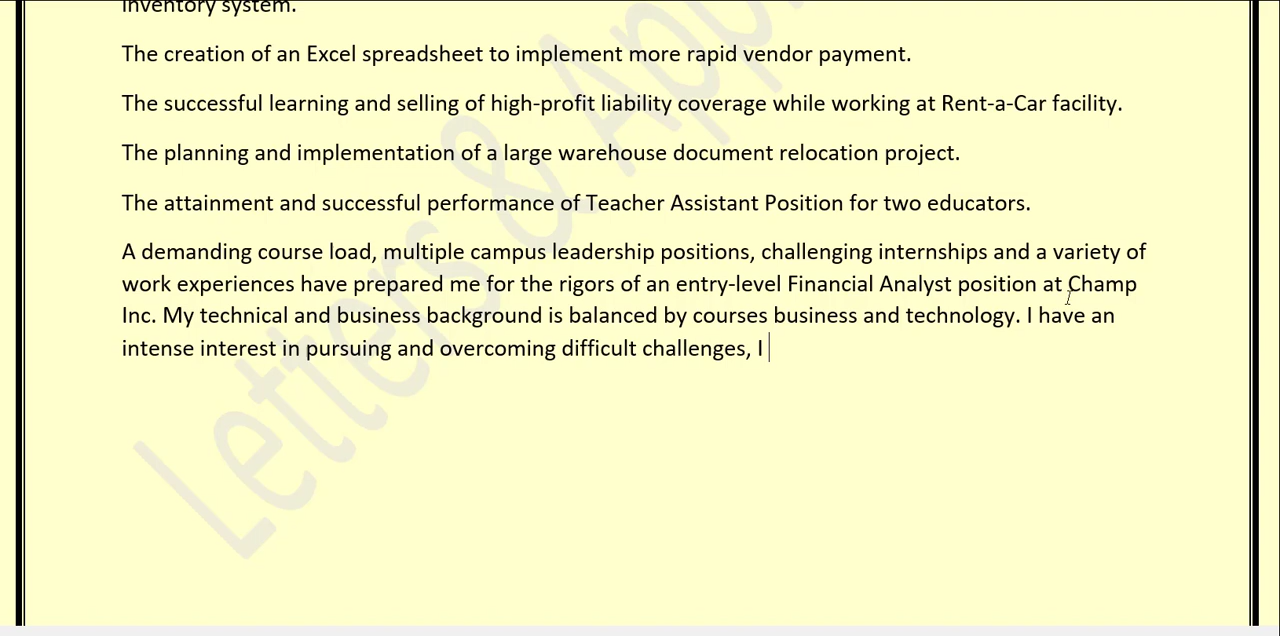 inventory system.
The creation of an Excel spreadsheet to implement more rapid vendor payment.
The successful learning and selling of high-profit liability coverage while working at Rent-a-Car facility.
The planning and implementation of a large warehouse document relocation project.
The attainment and successful performance of Teacher Assistant Position for two educators.
A demanding course load, multiple campus leadership positions, challenging internships and a variety of
work experiences have prepared me for the rigors of an entry-level Financial Analyst position at Champ
Inc. My technical and business background is balanced by courses business and technology. I have an
intense interest in pursuing and overcoming difficult challenges, I
Letters &